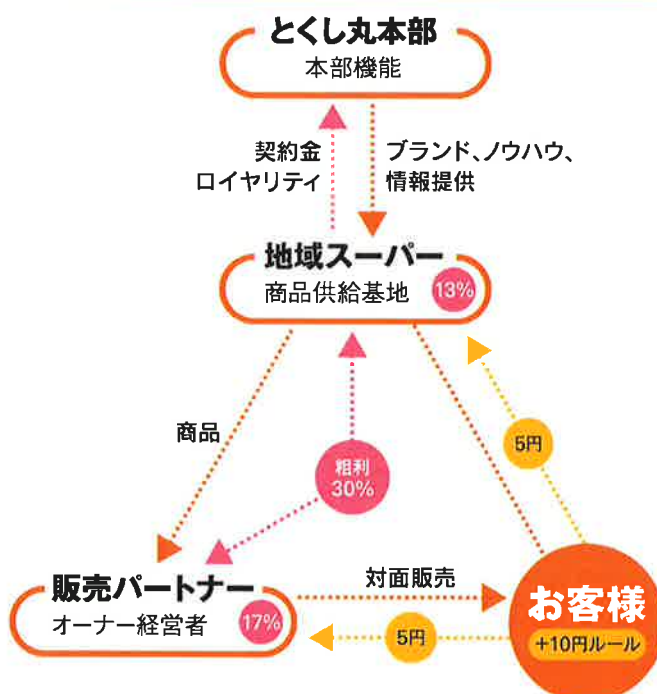 とくし丸本部
本部機能
契約金
ロイヤリティ
ブランド、ノウハウ、
情報提供
地域スーパー
商品供給基地
13%
商品
粗利
30%
5円
販売パートナー
オーナー経営者
17%
対面販売
5円
お客様
+10円ルール